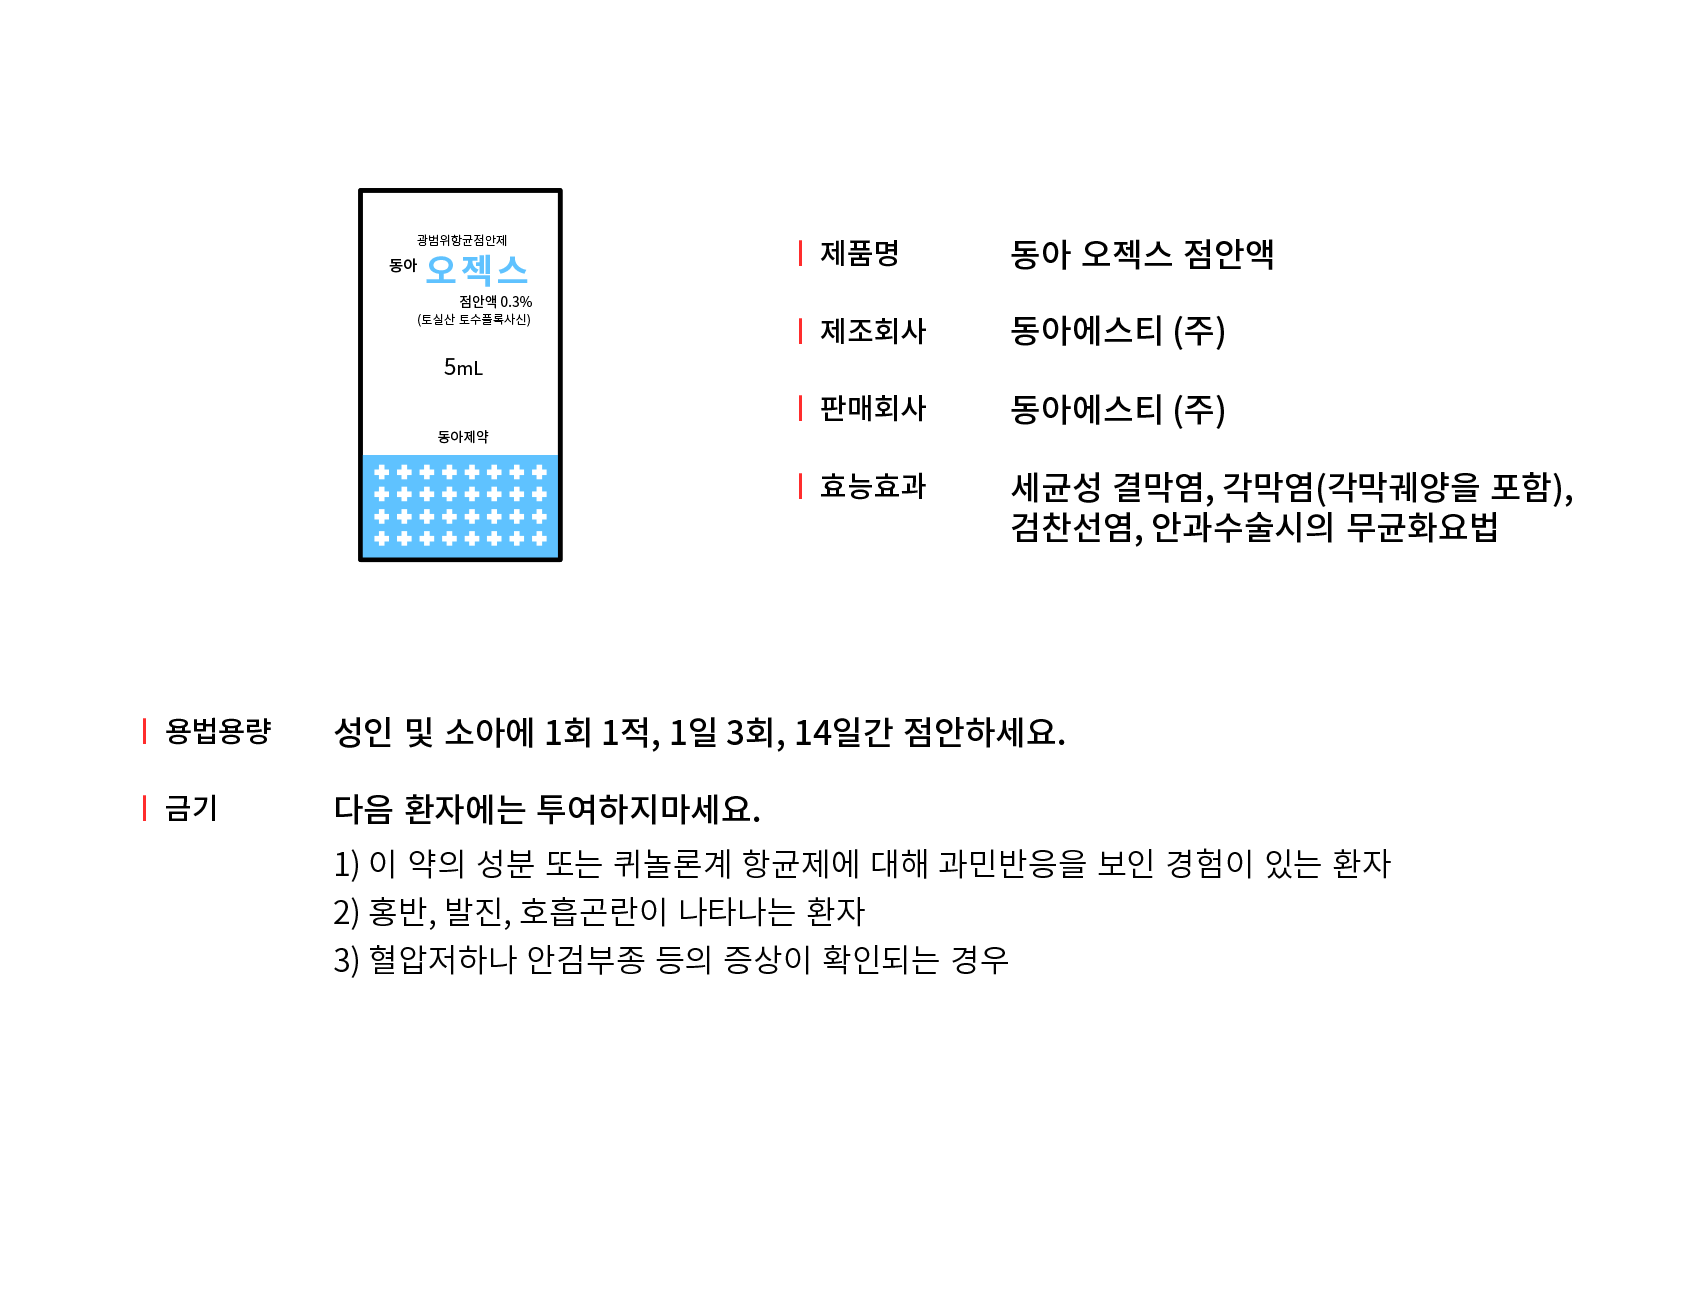 광범위항균점안제
동아 오젝스
점안액 0.3%
(토실산 토수플록사신)
5mL
동아제약
제품명 동아 오젝스 점안액
제조회사 동아에스티 (주)
판매회사 동아에스티 (주)
효능효과 세균성 결막염, 각막염(각막궤양을 포함),
검찬선염, 안과수술시의 무균화요법
용법용량 성인 및 소아에 1회 1적, 1일 3회, 14일간 점안하세요.
금기 다음 환자에는 투여하지마세요.
1) 이 약의 성분 또는 퀴놀론계 항균제에 대해 과민반응을 보인 경험이 있는 환자
2) 홍반, 발진, 호흡곤란이 나타나는 환자
3) 혈압저하나 안검부종 등의 증상이 확인되는 경우